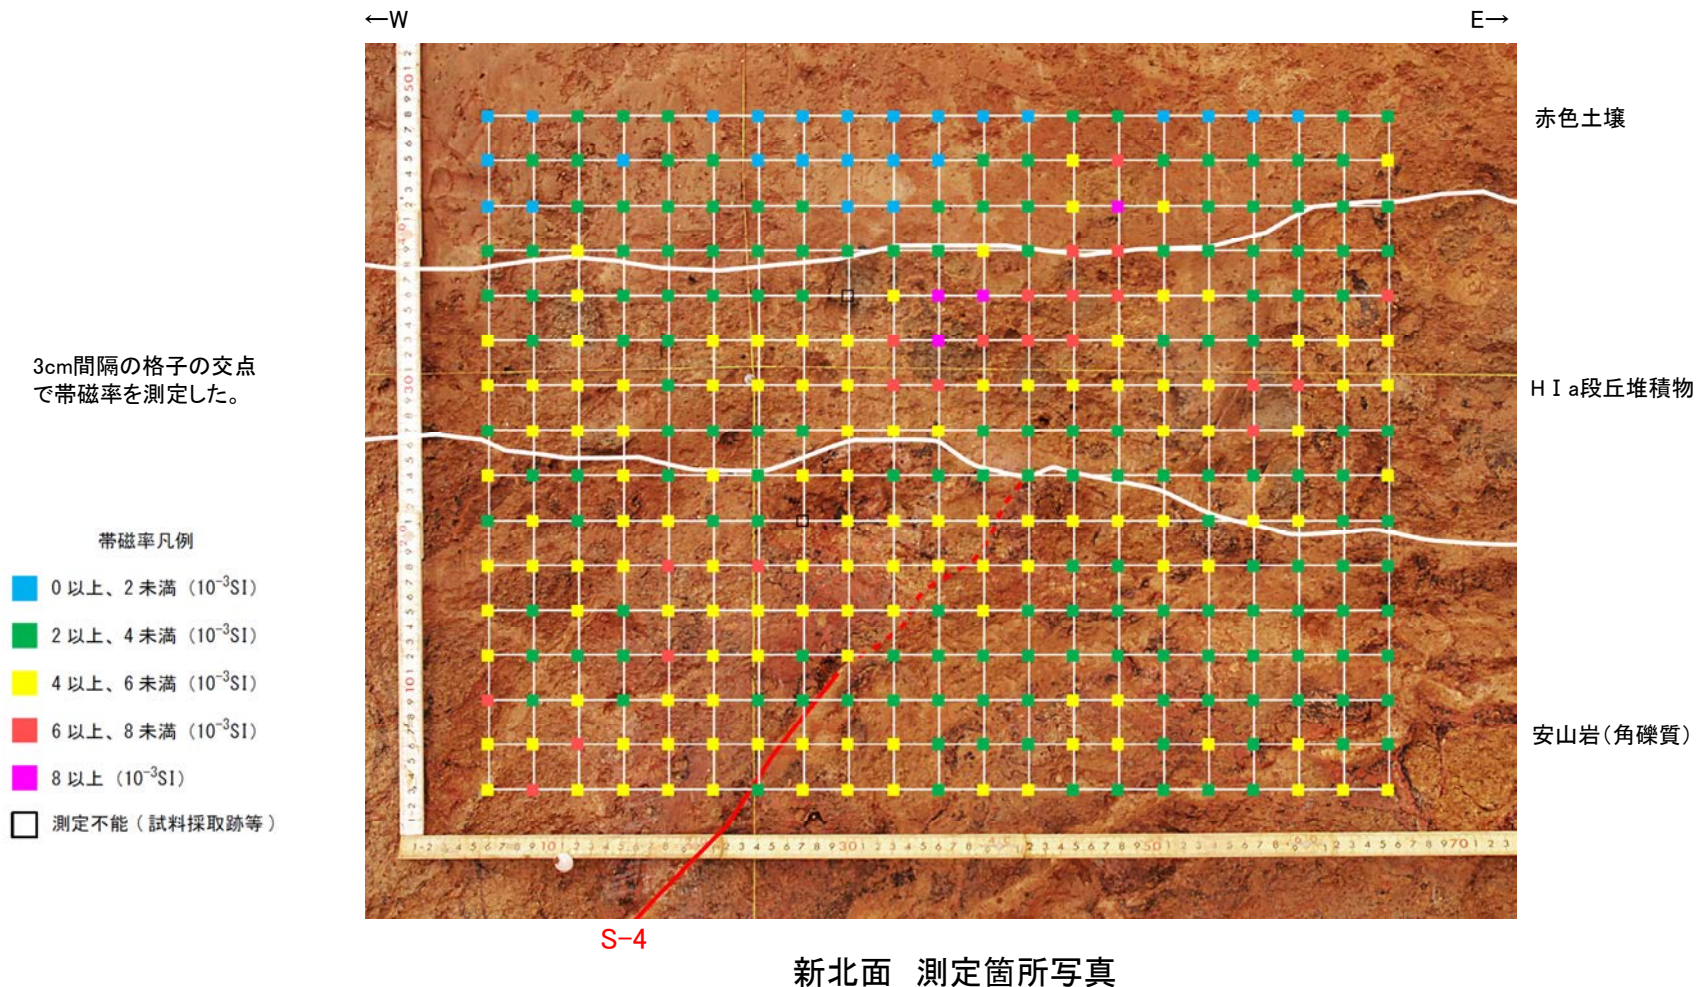 ←W
E→
赤色土壌
3cm間隔の格子の交点
で帯磁率を測定した。
HⅠa段丘堆積物
帯磁率凡例
0 以上、2 未満 (10⁻³SI)
2 以上、4 未満 (10⁻³SI)
4 以上、6 未満 (10⁻³SI)
6 以上、8 未満 (10⁻³SI)
8 以上 (10⁻³SI)
測定不能 ( 試料採取跡等 )
安山岩(角礫質)
S-4
新北面 測定箇所写真